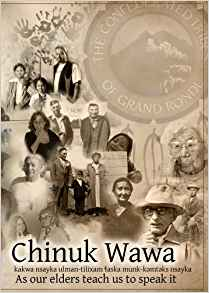 THE CONFEDERATED TRIBES
OF GRAND RONDE
Chinuk Wawa
kakwa nsayka ulman-tilixam ɬaska munk-kəmtəks nsayka
As our elders teach us to speak it